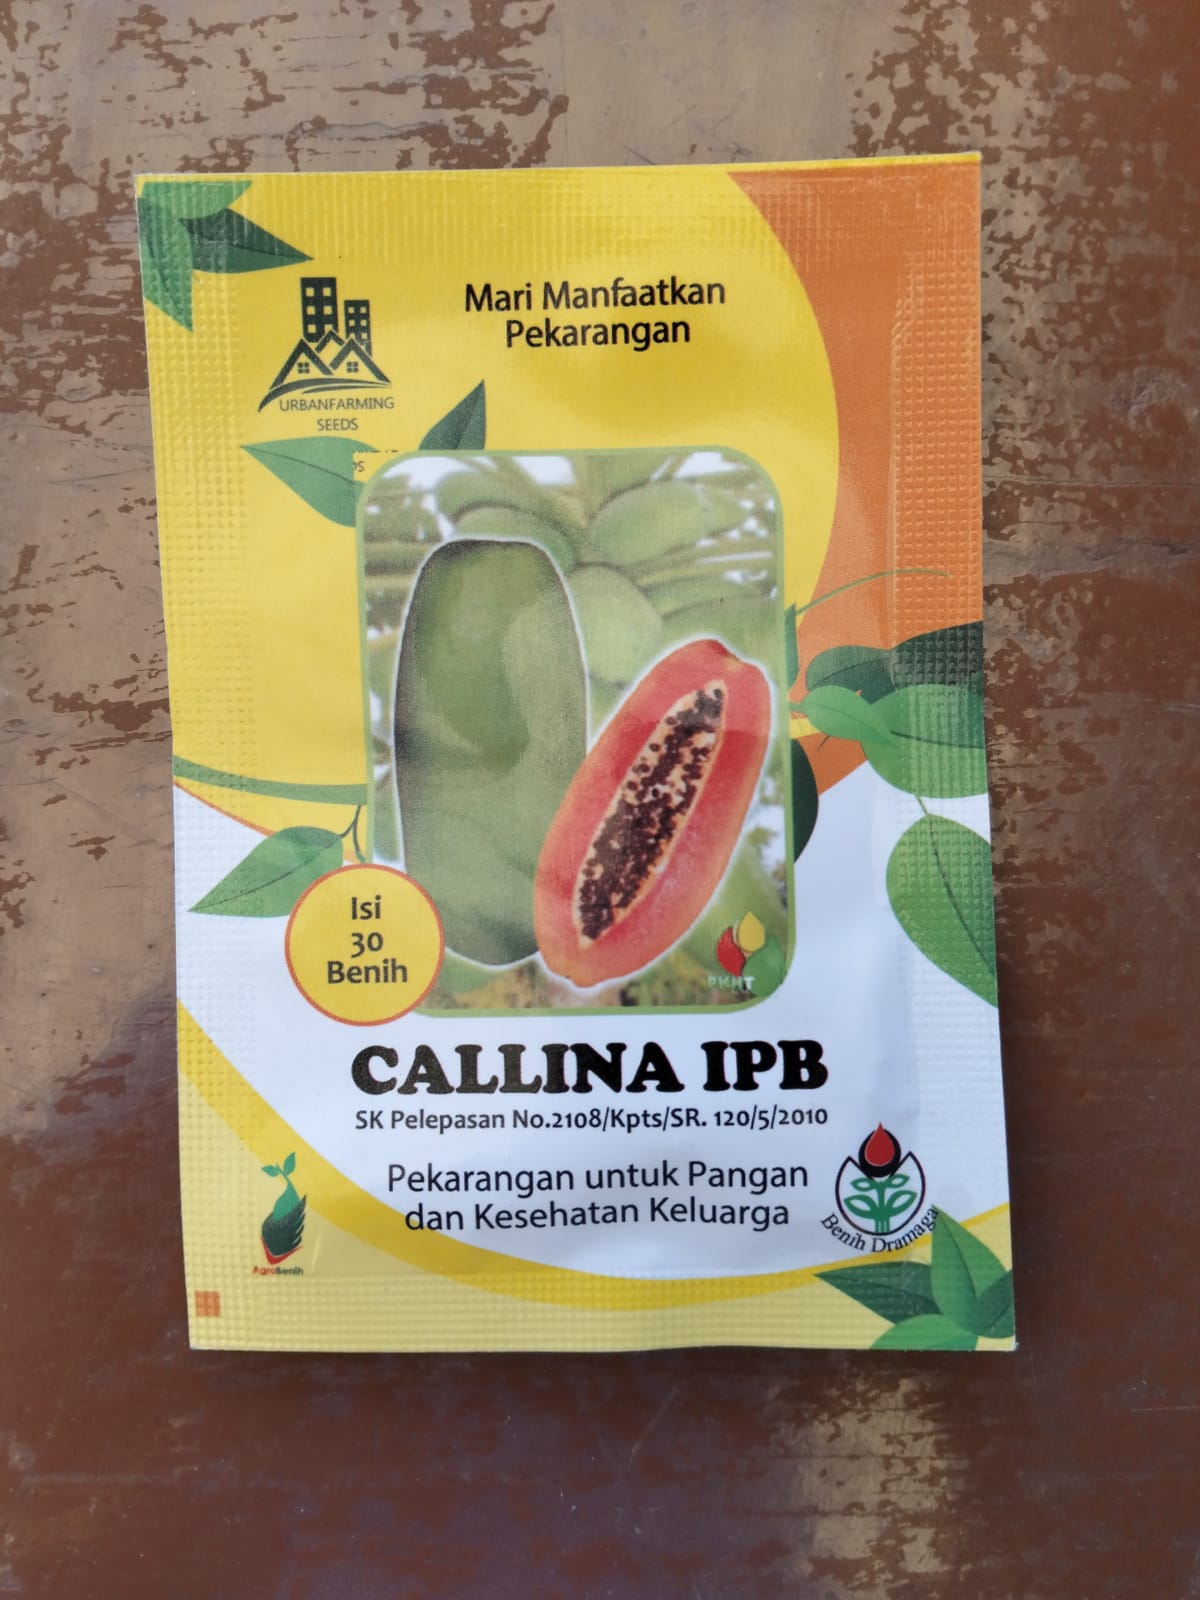 Mari Manfaatkan
Pekarangan
URBANFARMING
SEEDS
DS
Isi
30
Benih
PKHT
CALLINA IPB
SK Pelepasan No.2108/Kpts/SR. 120/5/2010
Pekarangan untuk Pangan
dan Kesehatan Keluarga
AgroBenih
Benih Dramaga